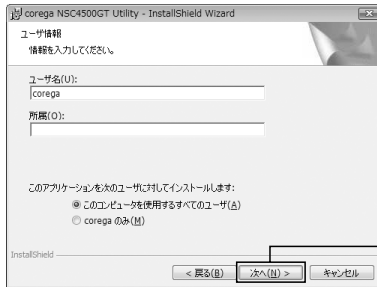 corega NSC4500GT Utility - InstallShield Wizard
ユーザ情報
情報を入力してください。
ユーザ名(U):
corega
所属(O):
このアプリケーションを次のユーザに対してインストールします:
このコンピュータを使用するすべてのユーザ(A)
corega のみ(M)
InstallShield
< 戻る(B) 次へ(N) > キャンセル